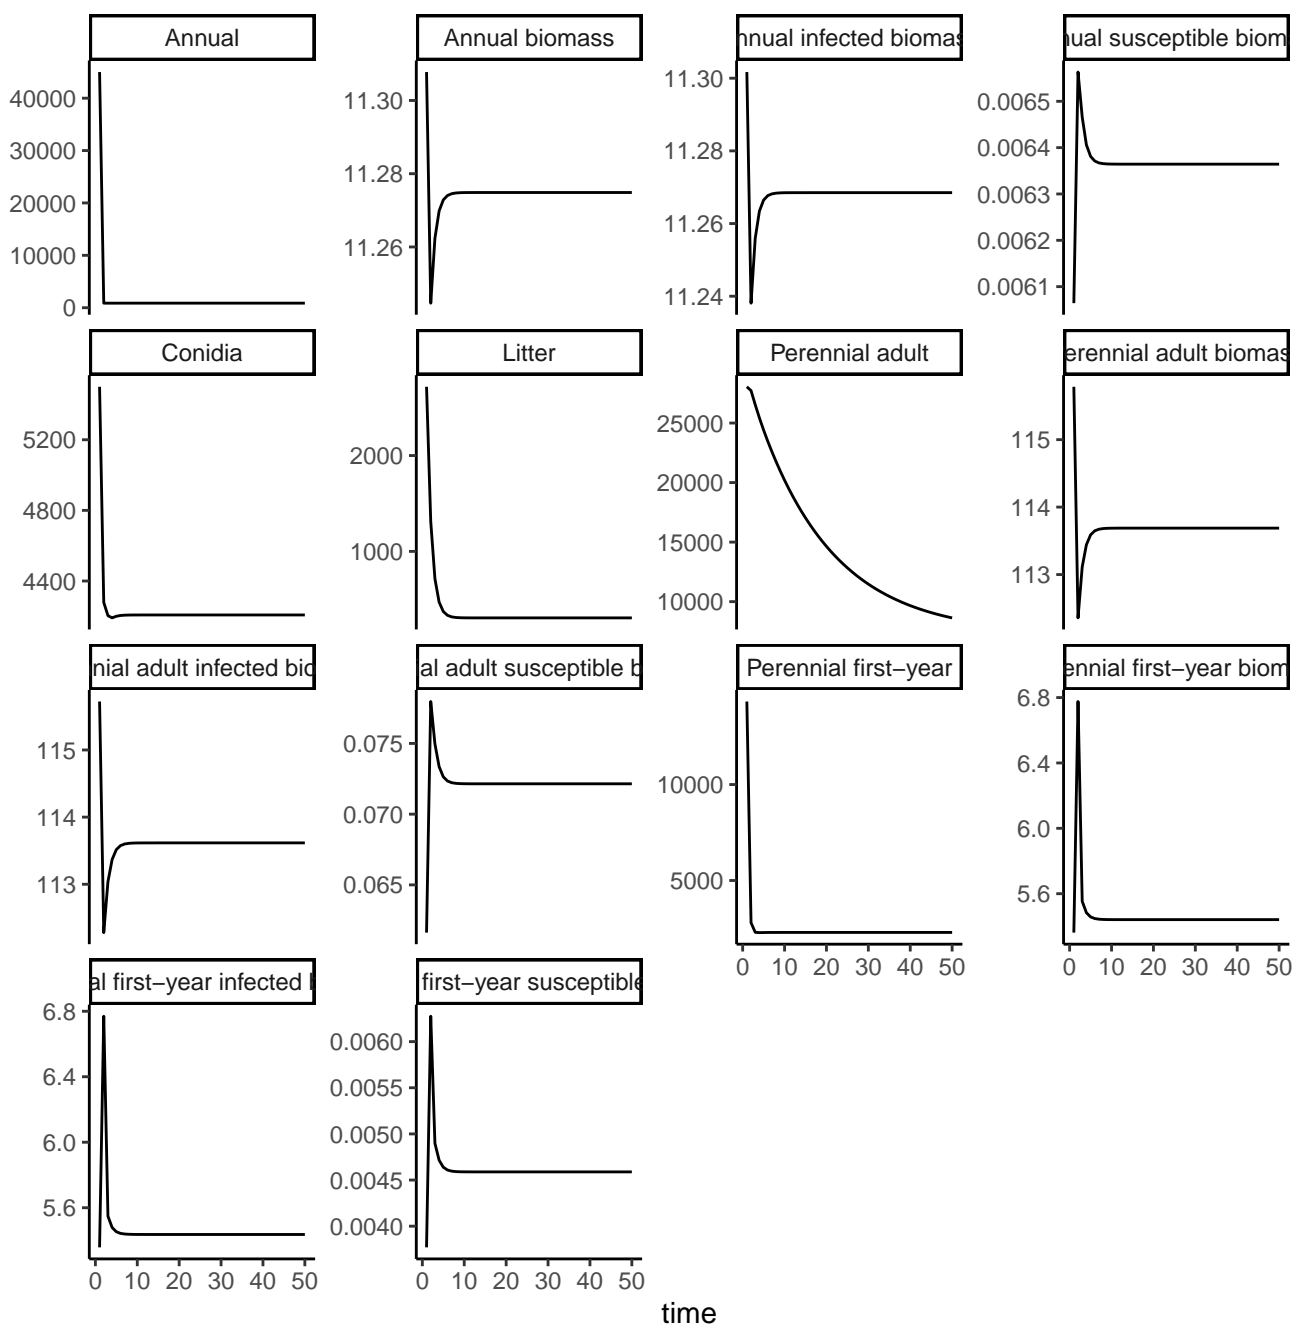 Annual
Annual biomass
nnual infected biomas
nual susceptible biom
40000
30000
20000
10000
0
11.30
11.28
11.26
11.30
11.28
11.26
11.24
0.0065
0.0064
0.0063
0.0062
0.0061
Conidia
Litter
Perennial adult
erennial adult biomas
5200
4800
4400
2000
1000
25000
20000
15000
10000
115
114
113
nial adult infected bio
al adult susceptible b
Perennial first−year
ennial first−year biom
115
114
113
0.075
0.070
0.065
10000
5000
6.8
6.4
6.0
5.6
0 10 20 30 40 50
0 10 20 30 40 50
al first−year infected b
first−year susceptible
6.8
6.4
6.0
5.6
0.0060
0.0055
0.0050
0.0045
0.0040
0 10 20 30 40 50
0 10 20 30 40 50
time